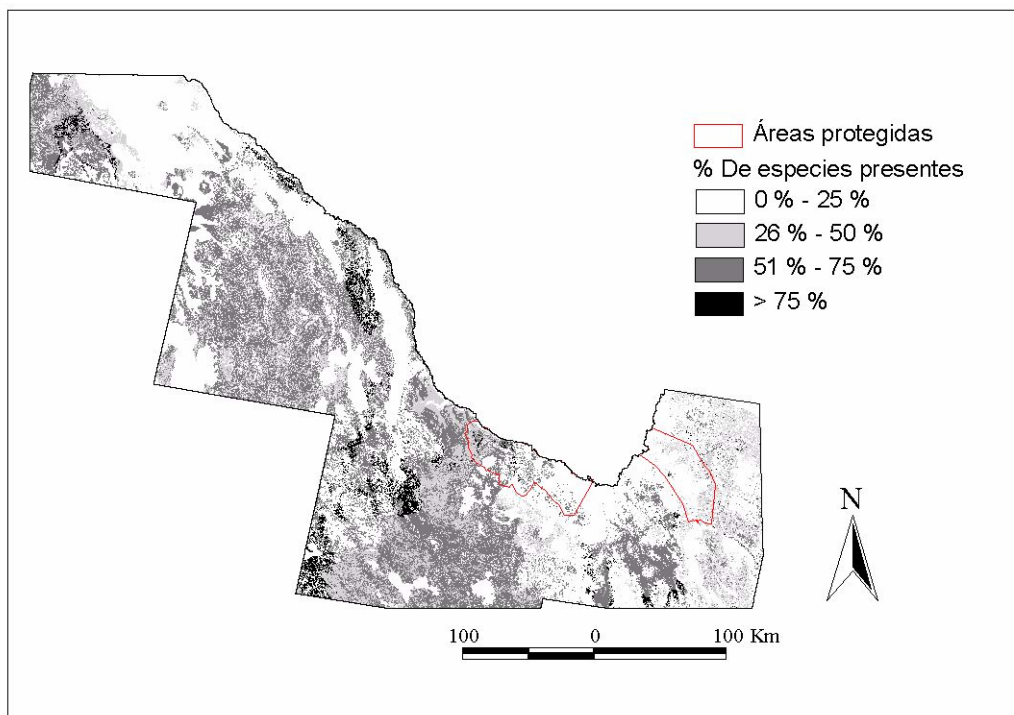 Áreas protegidas
% De especies presentes
0 % - 25 %
26 % - 50 %
51 % - 75 %
> 75 %
N
100 0 100 Km